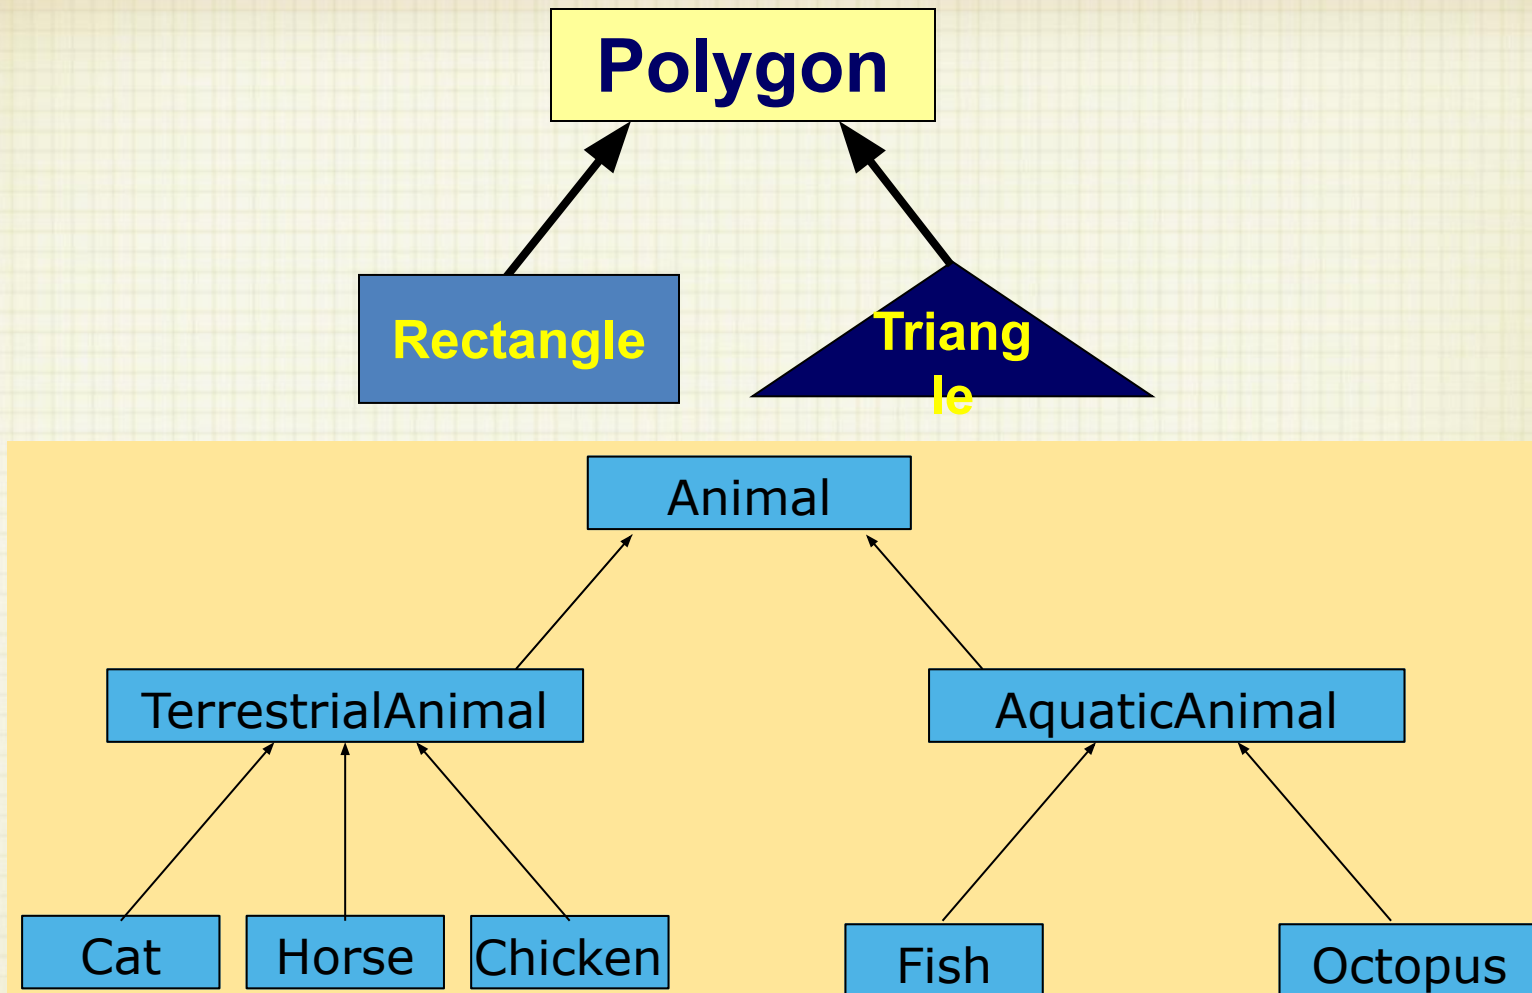 Polygon
Rectangle
Triang
le
Animal
TerrestrialAnimal
AquaticAnimal
Cat
Horse
Chicken
Fish
Octopus